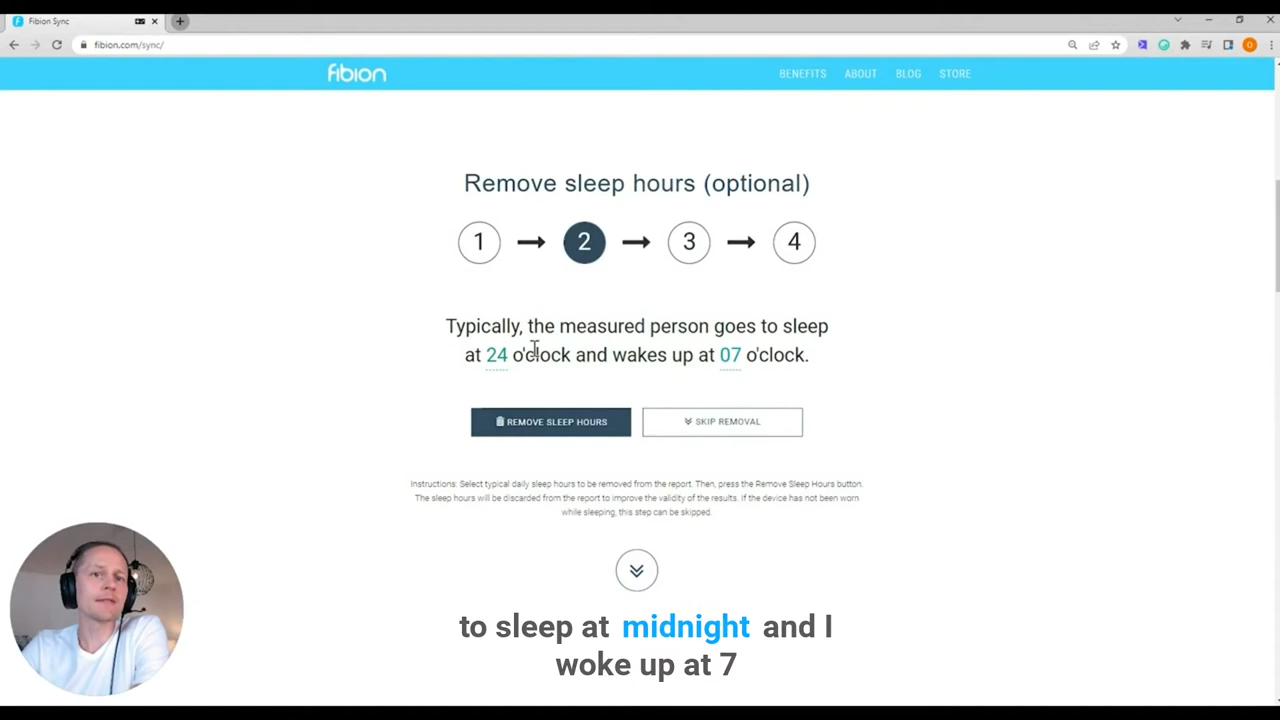 Fibion Sync
fibion.com/sync/
fibion
BENEFITS ABOUT BLOG STORE
Remove sleep hours (optional)
1 2 3 4
Typically, the measured person goes to sleep
at 24 o'clock and wakes up at 07 o'clock.
REMOVE SLEEP HOURS SKIP REMOVAL
Instructions: Select typical daily sleep hours to be removed from the report. Then, press the Remove Sleep Hours button.
The sleep hours will be discarded from the report to improve the validity of the results. If the device has not been worn
while sleeping, this step can be skipped.
to sleep at midnight and I
woke up at 7